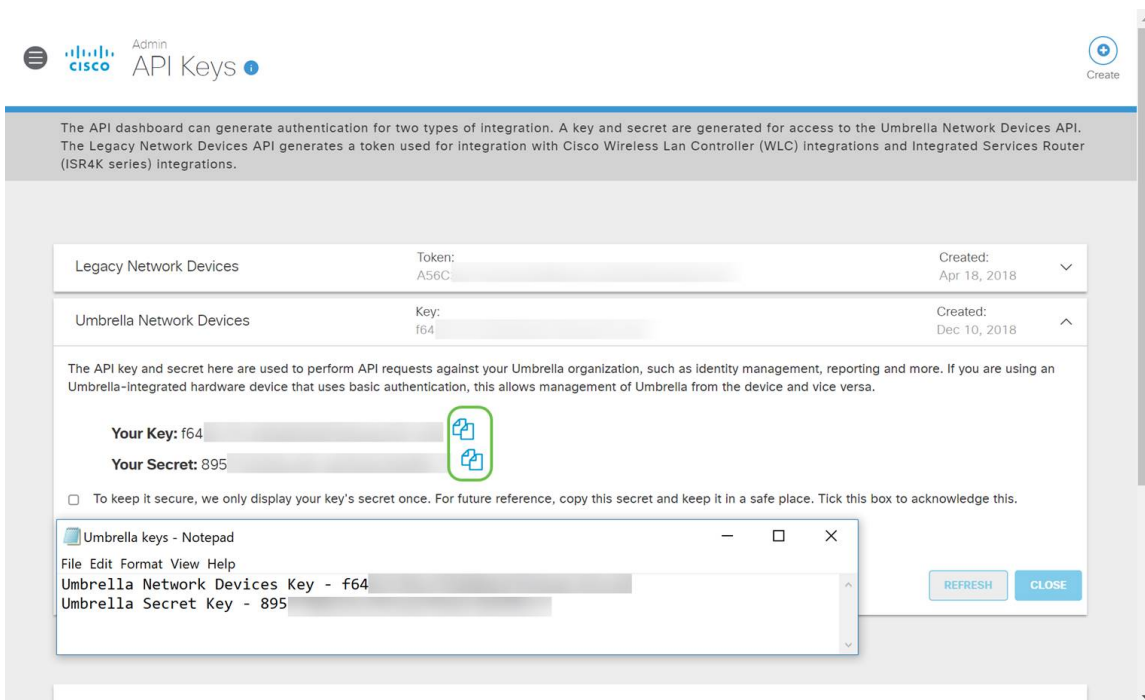 Admin
CISCO
API Keys
Create
The API dashboard can generate authentication for two types of integration. A key and secret are generated for access to the Umbrella Network Devices API.
The Legacy Network Devices API generates a token used for integration with Cisco Wireless Lan Controller (WLC) integrations and Integrated Services Router
(ISR4K series) integrations.
Legacy Network Devices
Token:
A56C
Created:
Apr 18, 2018
Umbrella Network Devices
Key:
f64
Created:
Dec 10, 2018
The API key and secret here are used to perform API requests against your Umbrella organization, such as identity management, reporting and more. If you are using an
Umbrella-integrated hardware device that uses basic authentication, this allows management of Umbrella from the device and vice versa.
Your Key: f64
Your Secret: 895
To keep it secure, we only display your key's secret once. For future reference, copy this secret and keep it in a safe place. Tick this box to acknowledge this.
Umbrella keys - Notepad
File Edit Format View Help
Umbrella Network Devices Key - f64
Umbrella Secret Key - 895
REFRESH
CLOSE